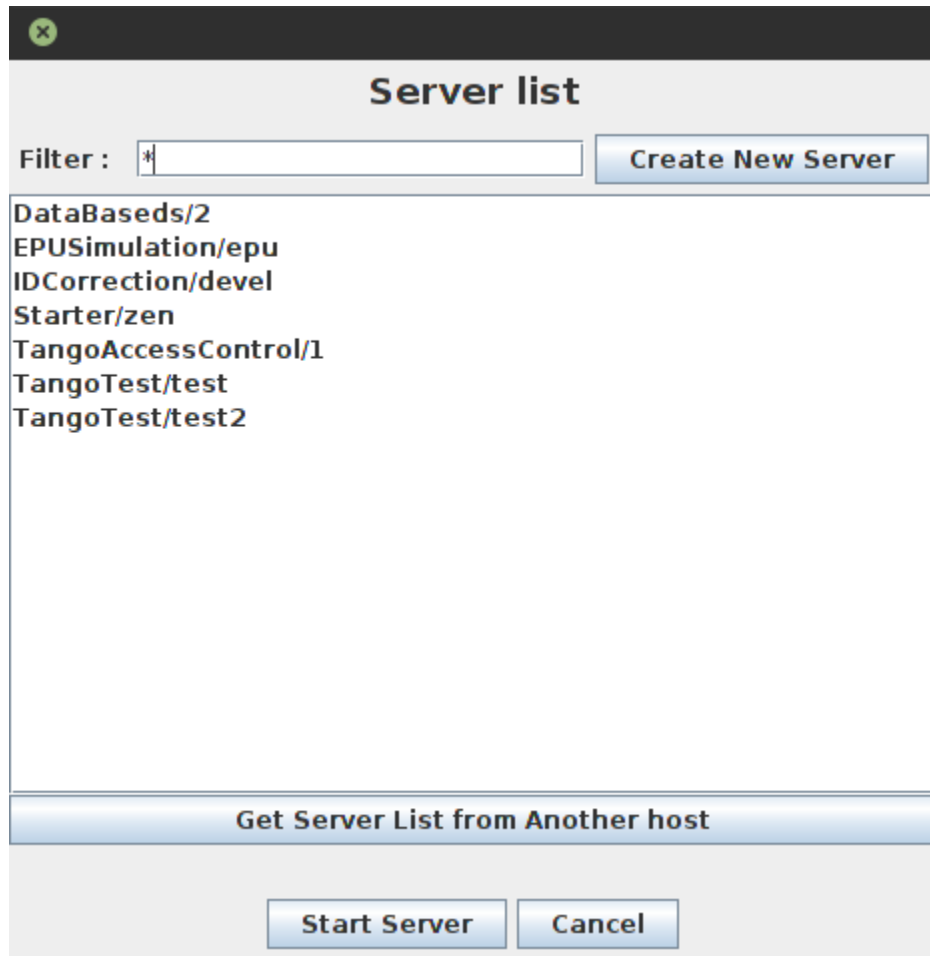 Server list
Filter : * Create New Server
DataBaseds/2
EPUSimulation/epu
IDCorrection/devel
Starter/zen
TangoAccessControl/1
TangoTest/test
TangoTest/test2
Get Server List from Another host
Start Server Cancel